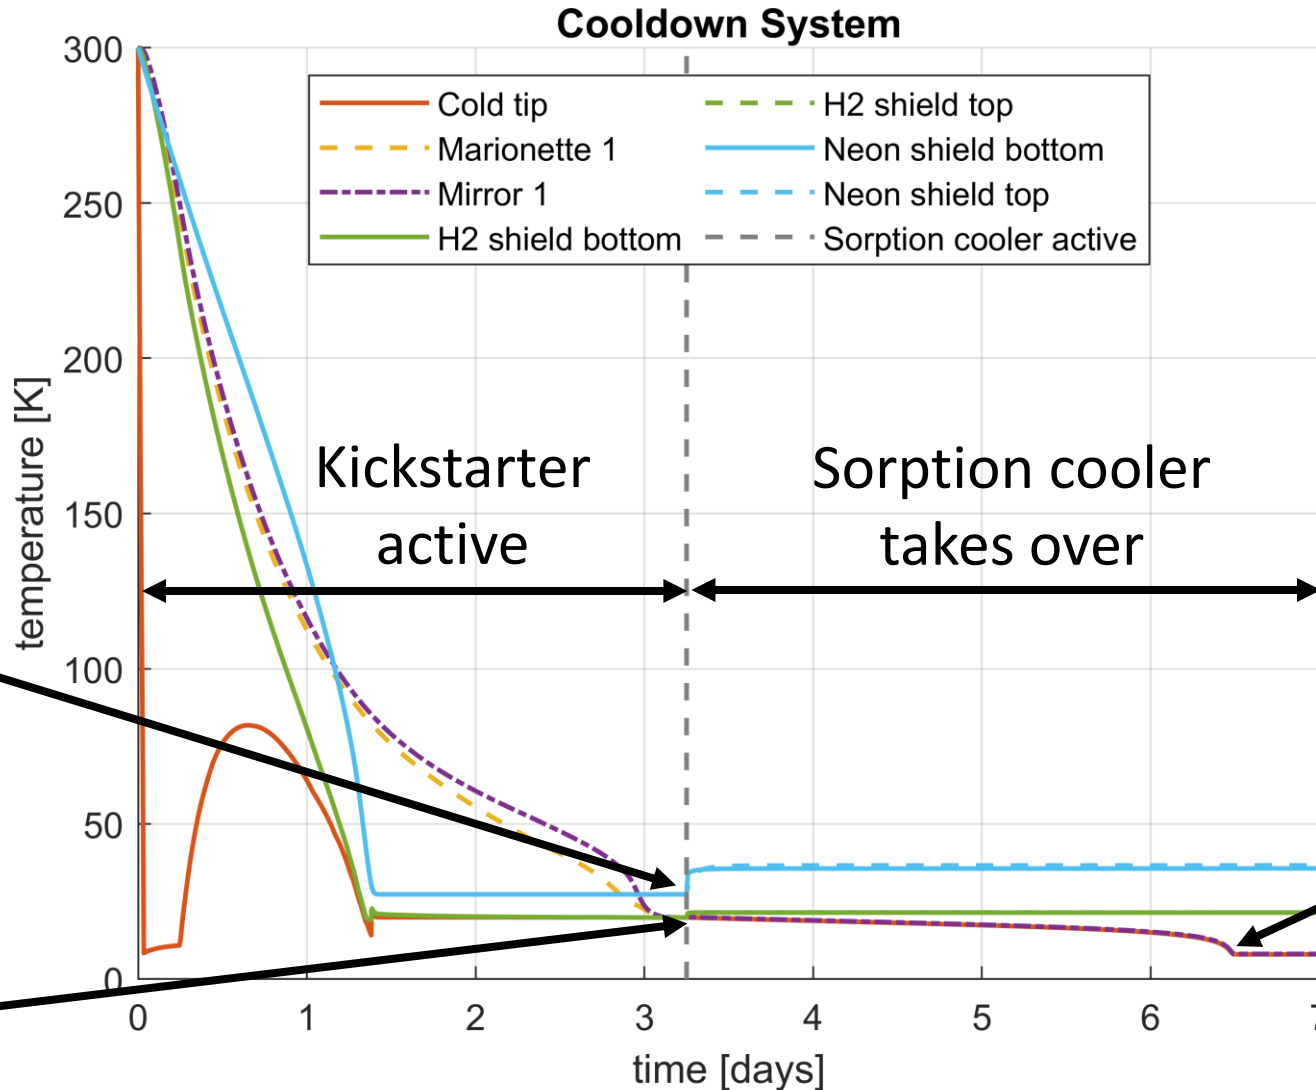 Cooldown System
Cold tip
Marionette 1
Mirror 1
H2 shield bottom
H2 shield top
Neon shield bottom
Neon shield top
Sorption cooler active
Kickstarter
active
Sorption cooler
takes over
temperature [K]
300
250
200
150
100
50
0
0 1 2 3 4 5 6 7
time [days]